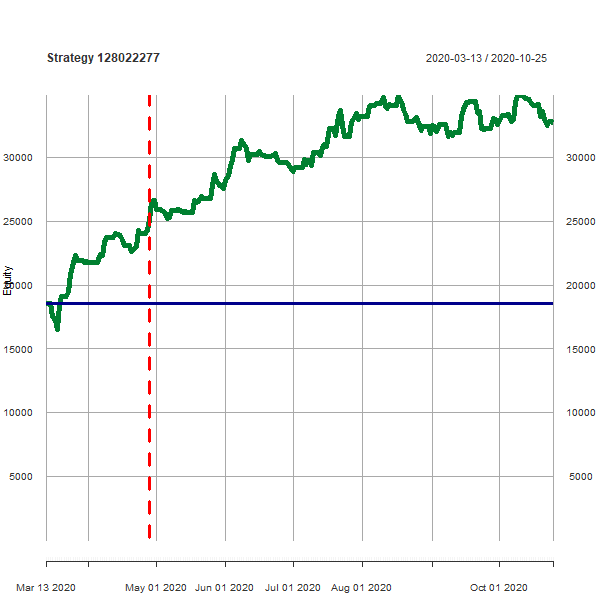 Strategy 128022277
2020-03-13 / 2020-10-25
Equity
30000
30000
25000
25000
20000
20000
15000
15000
10000
10000
5000
5000
Mar 13 2020
May 01 2020
Jun 01 2020
Jul 01 2020
Aug 01 2020
Oct 01 2020